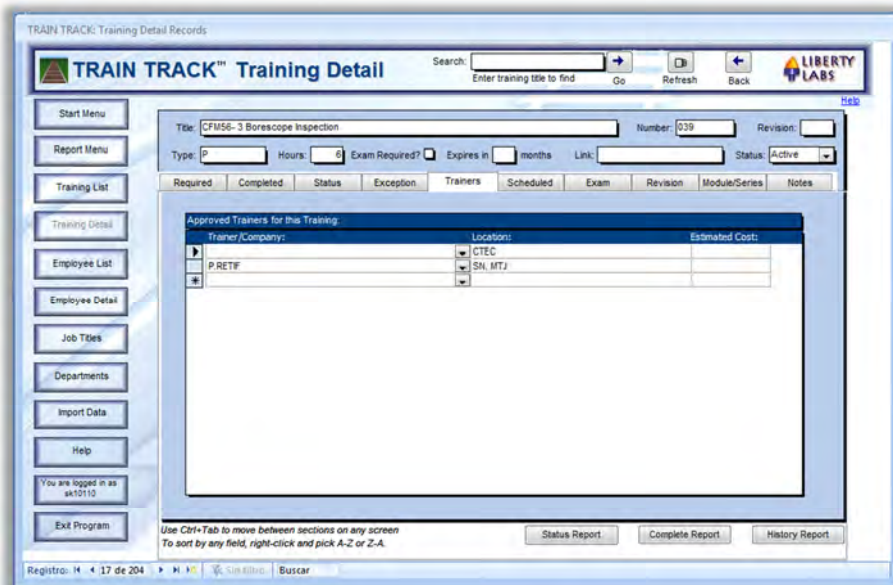 TRAIN TRACK: Training Detail Records
TRAIN TRACK™ Training Detail
Search:
Enter training title to find
Go
Refresh
Back
LIBERTY LABS
Help
Start Menu
Report Menu
Training List
Training Detail
Employee List
Employee Detail
Job Titles
Departments
Import Data
Help
You are logged in as
sk10110
Exit Program
Title: CFM56- 3 Borescope Inspection Number: 039 Revision:
Type: P Hours: 6 Exam Required? Expires in months Link: Status: Active
Required Completed Status Exception Trainers Scheduled Exam Revision Module/Series Notes
Approved Trainers for this Training:
Trainer/Company: Location: Estimated Cost:
CTEC
P.RETIF SN, MTJ
Use Ctrl+Tab to move between sections on any screen
To sort by any field, right-click and pick A-Z or Z-A.
Status Report Complete Report History Report
Registro: 17 de 204 Sin filtro Buscar